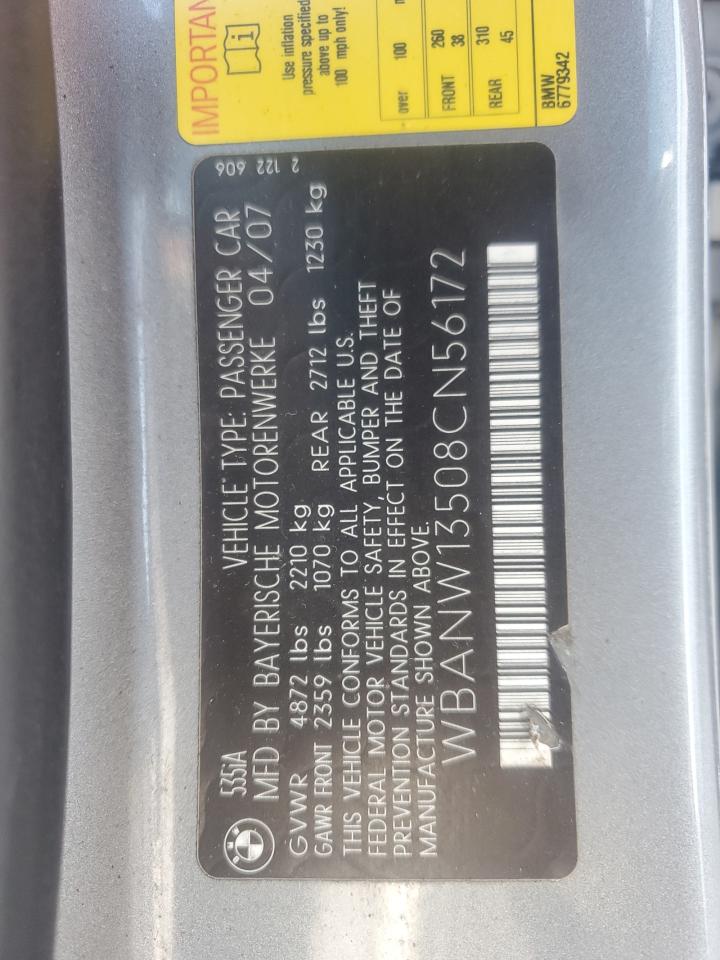 IMPORTAN
Use inflation
pressure specified
above up to
100 mph only!
over 100
FRONT 260
38
REAR 310
45
BMW
6779342
2 122 606
535iA VEHICLE TYPE: PASSENGER CAR
MFD BY BAYERISCHE MOTORENWERKE 04/07
GVWR 4872 lbs 2210 kg
GAWR FRONT 2359 lbs 1070 kg REAR 2712 lbs 1230 kg
THIS VEHICLE CONFORMS TO ALL APPLICABLE U.S.
FEDERAL MOTOR VEHICLE SAFETY, BUMPER AND THEFT
PREVENTION STANDARDS IN EFFECT ON THE DATE OF
MANUFACTURE SHOWN ABOVE.
WBANW13508CN56172